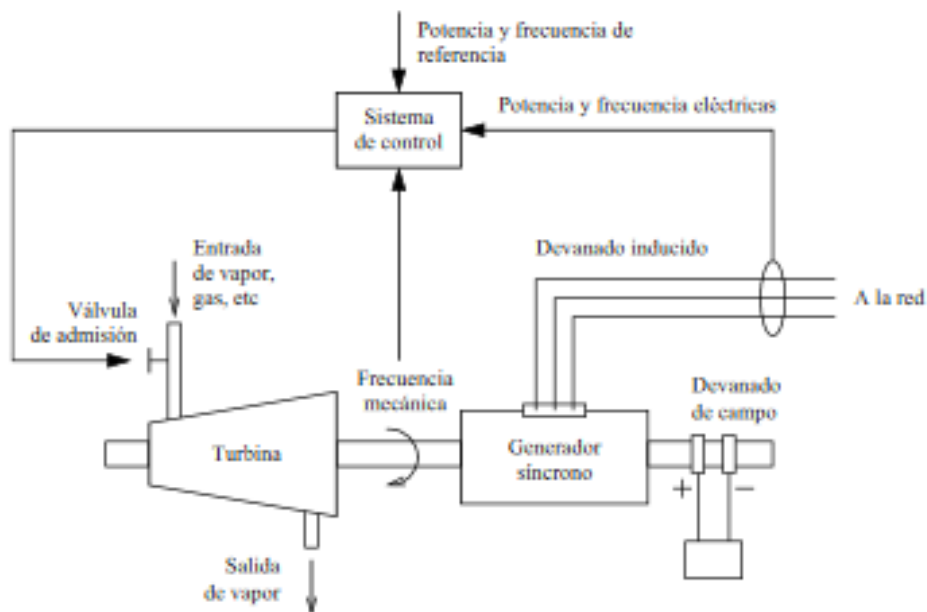 Potencia y frecuencia de
referencia
Sistema
de control
Potencia y frecuencia eléctricas
Entrada
de vapor,
gas, etc
Devanado inducido
Válvula
de admisión
A la red
Frecuencia
mecánica
Devanado
de campo
Turbina
Generador
síncrono
+ −
Salida
de vapor